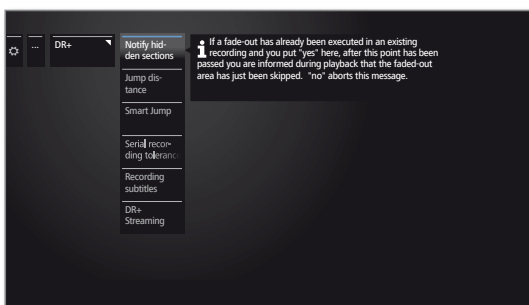 ... DR+
Notify hid-
den sections
Jump dis-
tance
Smart Jump
Serial recor-
ding tolerance
Recording
subtitles
DR+
Streaming
If a fade-out has already been executed in an existing
recording and you put "yes" here, after this point has been
passed you are informed during playback that the faded-out
area has just been skipped. "no" aborts this message.